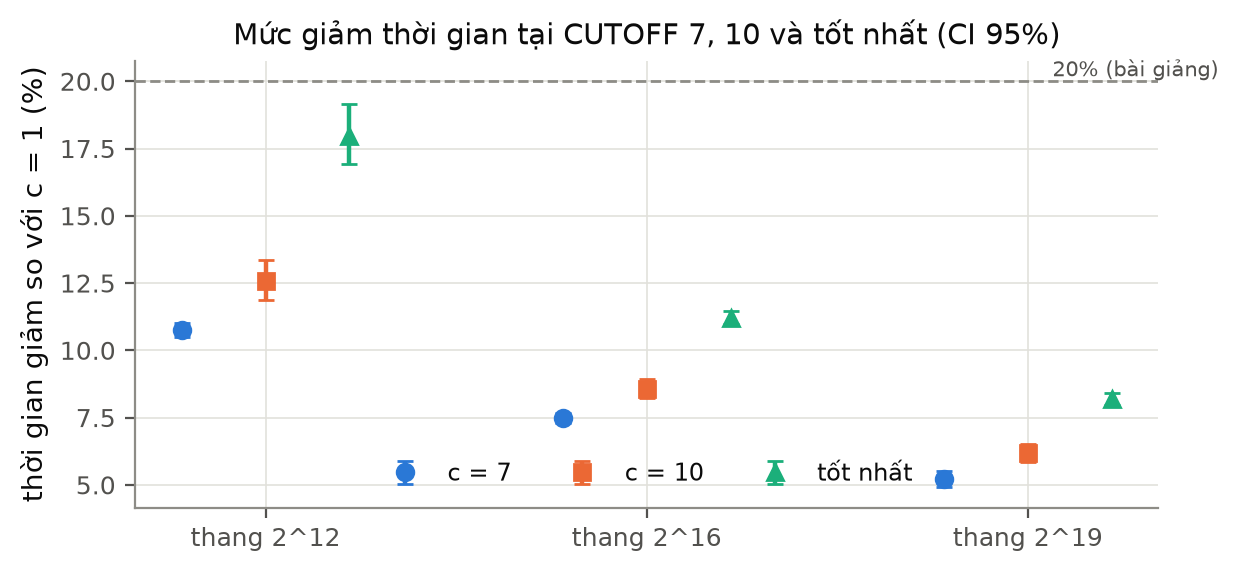 Mức giảm thời gian tại CUTOFF 7, 10 và tốt nhất (CI 95%)
20% (bài giảng)
thời gian giảm so với c = 1 (%)
20.0
17.5
15.0
12.5
10.0
7.5
5.0
c = 7
c = 10
tốt nhất
thang 2^12
thang 2^16
thang 2^19